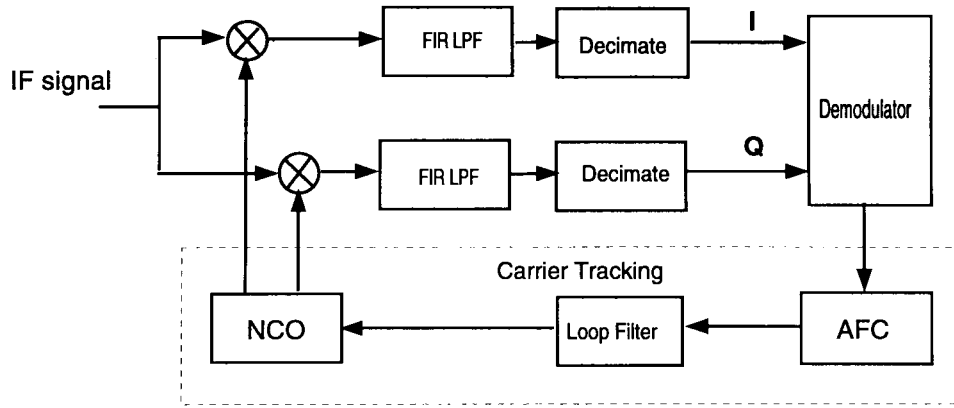 FIR LPF
Decimate
I
IF signal
Demodulator
FIR LPF
Decimate
Q
Carrier Tracking
NCO
Loop Filter
AFC